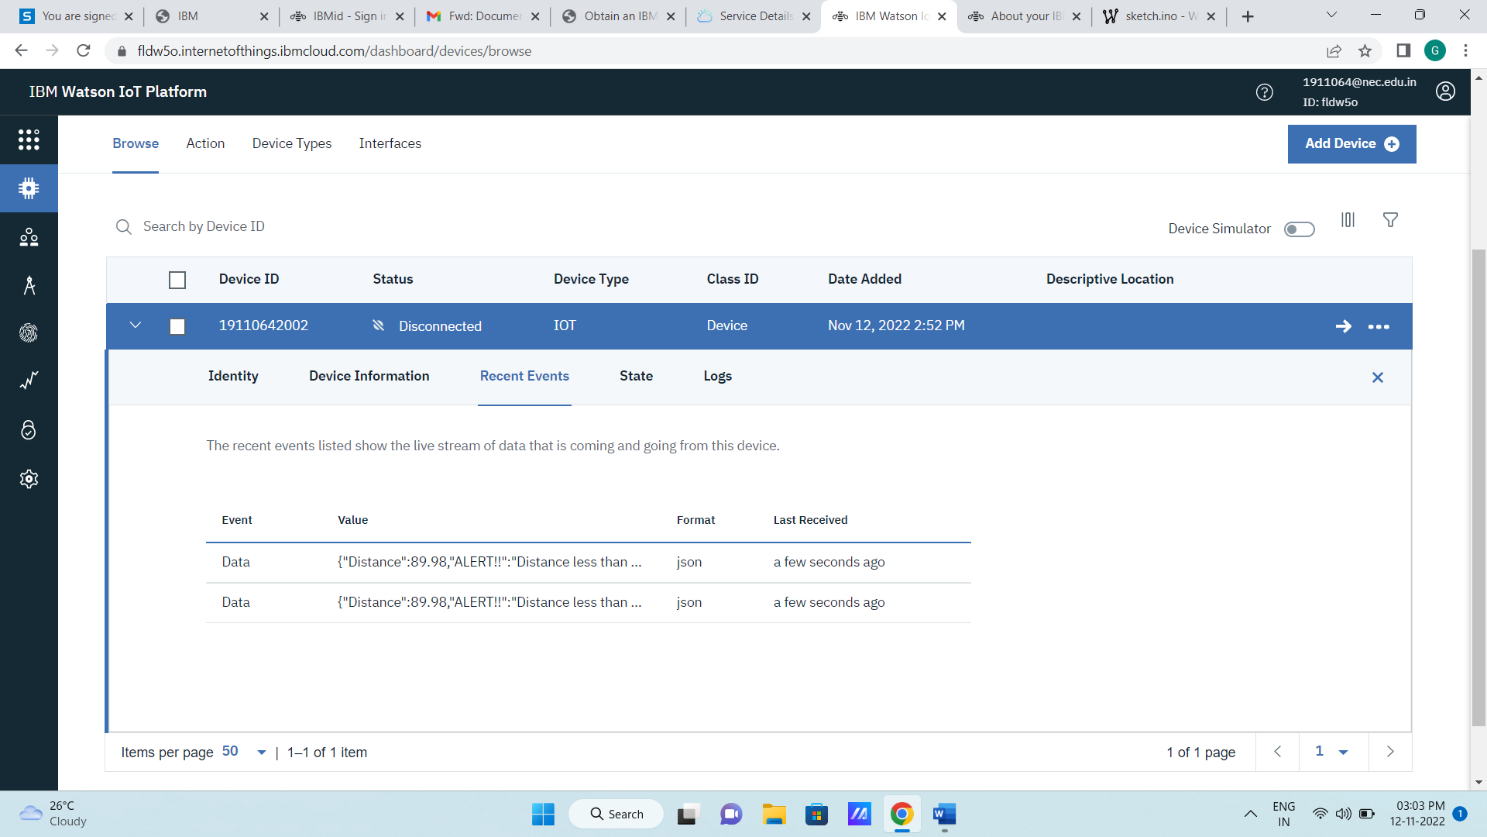 You are signed
IBM
IBMid - Sign in
Fwd: Documen
Obtain an IBM
Service Details
IBM Watson Io
About your IB
sketch.ino - W
fldw5o.internetofthings.ibmcloud.com/dashboard/devices/browse
G
IBM Watson IoT Platform
1911064@nec.edu.in
ID: fldw5o
Browse Action Device Types Interfaces
Add Device
Search by Device ID
Device Simulator
Device ID Status Device Type Class ID Date Added Descriptive Location
19110642002 Disconnected IOT Device Nov 12, 2022 2:52 PM
Identity Device Information Recent Events State Logs
The recent events listed show the live stream of data that is coming and going from this device.
Event Value Format Last Received
Data {"Distance":89.98,"ALERT!!":"Distance less than ... json a few seconds ago
Data {"Distance":89.98,"ALERT!!":"Distance less than ... json a few seconds ago
Items per page 50 | 1–1 of 1 item
1 of 1 page 1
26°C
Cloudy
Search
ENG
IN
03:03 PM
12-11-2022
1